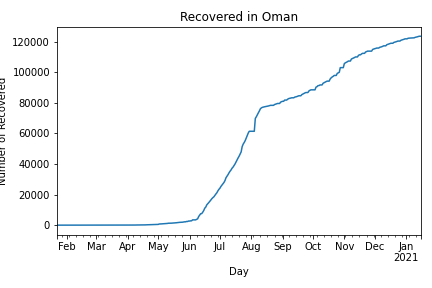 Recovered in Oman
Number of Recovered
120000
100000
80000
60000
40000
20000
0
Feb Mar Apr May Jun Jul Aug Sep Oct Nov Dec Jan
2021
Day